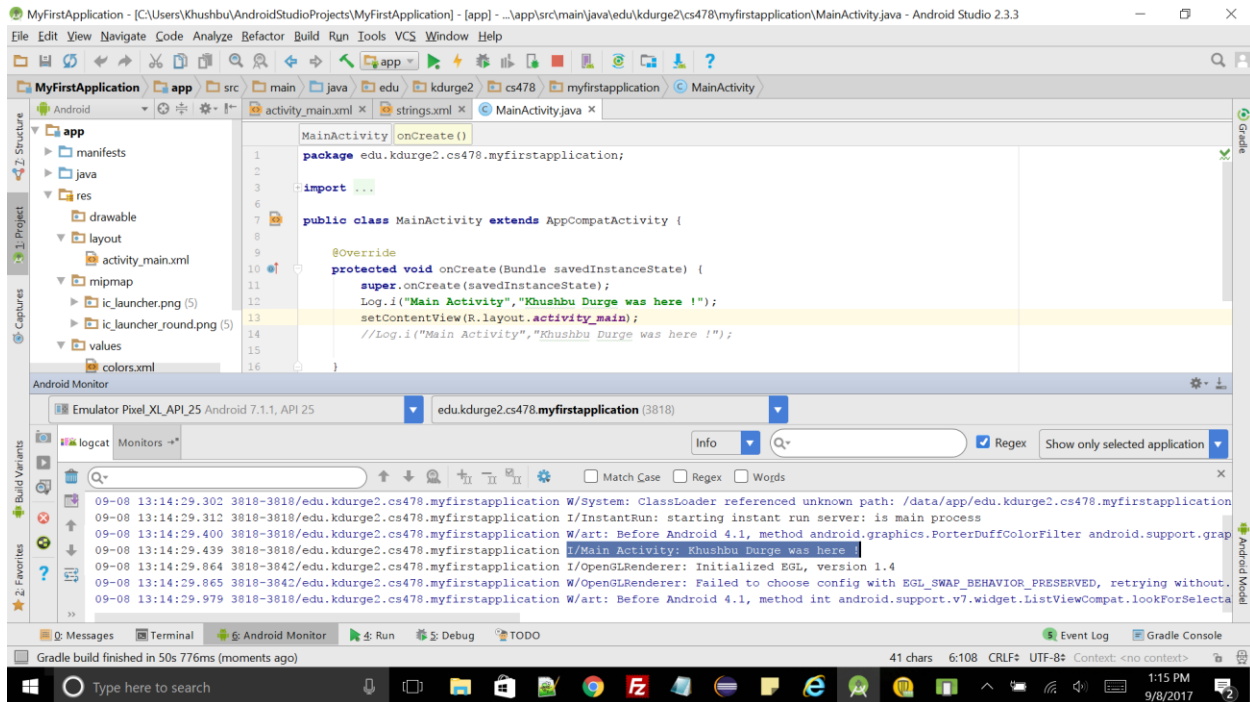 MyFirstApplication - [C:\Users\Khushbu\AndroidStudioProjects\MyFirstApplication] - [app] - ...\app\src\main\java\edu\kdurge2\cs478\myfirstapplication\MainActivity.java - Android Studio 2.3.3
File Edit View Navigate Code Analyze Refactor Build Run Tools VCS Window Help
app
MyFirstApplication app src main java edu kdurge2 cs478 myfirstapplication MainActivity
Android
activity_main.xml strings.xml MainActivity.java
Z: Structure
1: Project
Captures
Build Variants
2: Favorites
app
manifests
java
res
drawable
layout
activity_main.xml
mipmap
ic_launcher.png (5)
ic_launcher_round.png (5)
values
colors.xml
MainActivity onCreate()
1 package edu.kdurge2.cs478.myfirstapplication;
2
3 import ...
6
7 public class MainActivity extends AppCompatActivity {
8
9 @Override
10 protected void onCreate(Bundle savedInstanceState) {
11 super.onCreate(savedInstanceState);
12 Log.i("Main Activity","Khushbu Durge was here !");
13 setContentView(R.layout.activity_main);
14 //Log.i("Main Activity","Khushbu Durge was here !");
15
16 }
Gradle
Android Model
Android Monitor
Emulator Pixel_XL_API_25 Android 7.1.1, API 25
edu.kdurge2.cs478.myfirstapplication (3818)
logcat Monitors
Info
Regex
Show only selected application
Match Case Regex Words
09-08 13:14:29.302 3818-3818/edu.kdurge2.cs478.myfirstapplication W/System: ClassLoader referenced unknown path: /data/app/edu.kdurge2.cs478.myfirstapplication
09-08 13:14:29.312 3818-3818/edu.kdurge2.cs478.myfirstapplication I/InstantRun: starting instant run server: is main process
09-08 13:14:29.400 3818-3818/edu.kdurge2.cs478.myfirstapplication W/art: Before Android 4.1, method android.graphics.PorterDuffColorFilter android.support.grap
09-08 13:14:29.439 3818-3818/edu.kdurge2.cs478.myfirstapplication I/Main Activity: Khushbu Durge was here !
09-08 13:14:29.864 3818-3842/edu.kdurge2.cs478.myfirstapplication I/OpenGLRenderer: Initialized EGL, version 1.4
09-08 13:14:29.865 3818-3842/edu.kdurge2.cs478.myfirstapplication W/OpenGLRenderer: Failed to choose config with EGL_SWAP_BEHAVIOR_PRESERVED, retrying without.
09-08 13:14:29.979 3818-3818/edu.kdurge2.cs478.myfirstapplication W/art: Before Android 4.1, method int android.support.v7.widget.ListViewCompat.lookForSelecta
0: Messages Terminal 6: Android Monitor 4: Run 5: Debug TODO
5 Event Log Gradle Console
Gradle build finished in 50s 776ms (moments ago)
41 chars 6:108 CRLF UTF-8 Context: <no context>
Type here to search
1:15 PM
9/8/2017
2